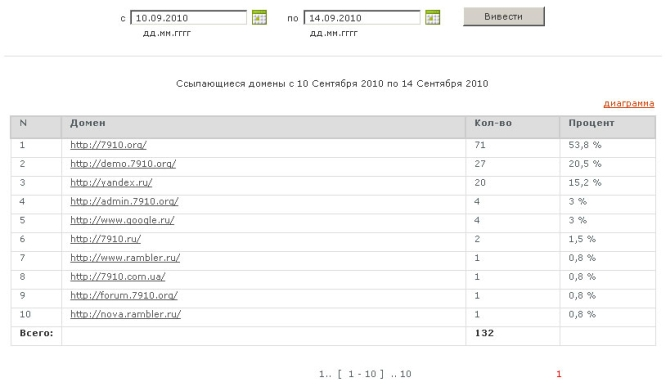 с 10.09.2010 по 14.09.2010 Вивести
дд.мм.гггг дд.мм.гггг
Ссылающиеся домены с 10 Сентября 2010 по 14 Сентября 2010
диаграмма
N Домен Кол-во Процент
1 http://7910.org/ 71 53,8 %
2 http://demo.7910.org/ 27 20,5 %
3 http://yandex.ru/ 20 15,2 %
4 http://admin.7910.org/ 4 3 %
5 http://www.google.ru/ 4 3 %
6 http://7910.ru/ 2 1,5 %
7 http://www.rambler.ru/ 1 0,8 %
8 http://7910.com.ua/ 1 0,8 %
9 http://forum.7910.org/ 1 0,8 %
10 http://nova.rambler.ru/ 1 0,8 %
Всего: 132
1.. [ 1 - 10 ] .. 10 1